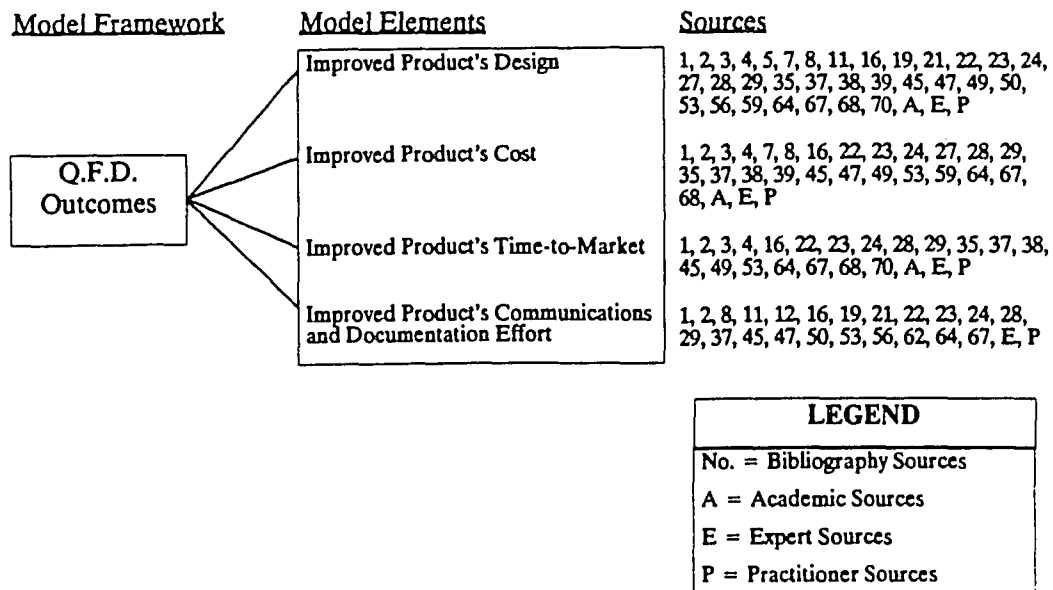 Model Framework
Model Elements
Sources
Q.F.D.
Outcomes
Improved Product's Design
1, 2, 3, 4, 5, 7, 8, 11, 16, 19, 21, 22, 23, 24,
27, 28, 29, 35, 37, 38, 39, 45, 47, 49, 50,
53, 56, 59, 64, 67, 68, 70, A, E, P
Improved Product's Cost
1, 2, 3, 4, 7, 8, 16, 22, 23, 24, 27, 28, 29,
35, 37, 38, 39, 45, 47, 49, 53, 59, 64, 67,
68, A, E, P
Improved Product's Time-to-Market
1, 2, 3, 4, 16, 22, 23, 24, 28, 29, 35, 37, 38,
45, 49, 53, 64, 67, 68, 70, A, E, P
Improved Product's Communications
and Documentation Effort
1, 2, 8, 11, 12, 16, 19, 21, 22, 23, 24, 28,
29, 37, 45, 47, 50, 53, 56, 62, 64, 67, E, P
LEGEND
No. = Bibliography Sources
A = Academic Sources
E = Expert Sources
P = Practitioner Sources